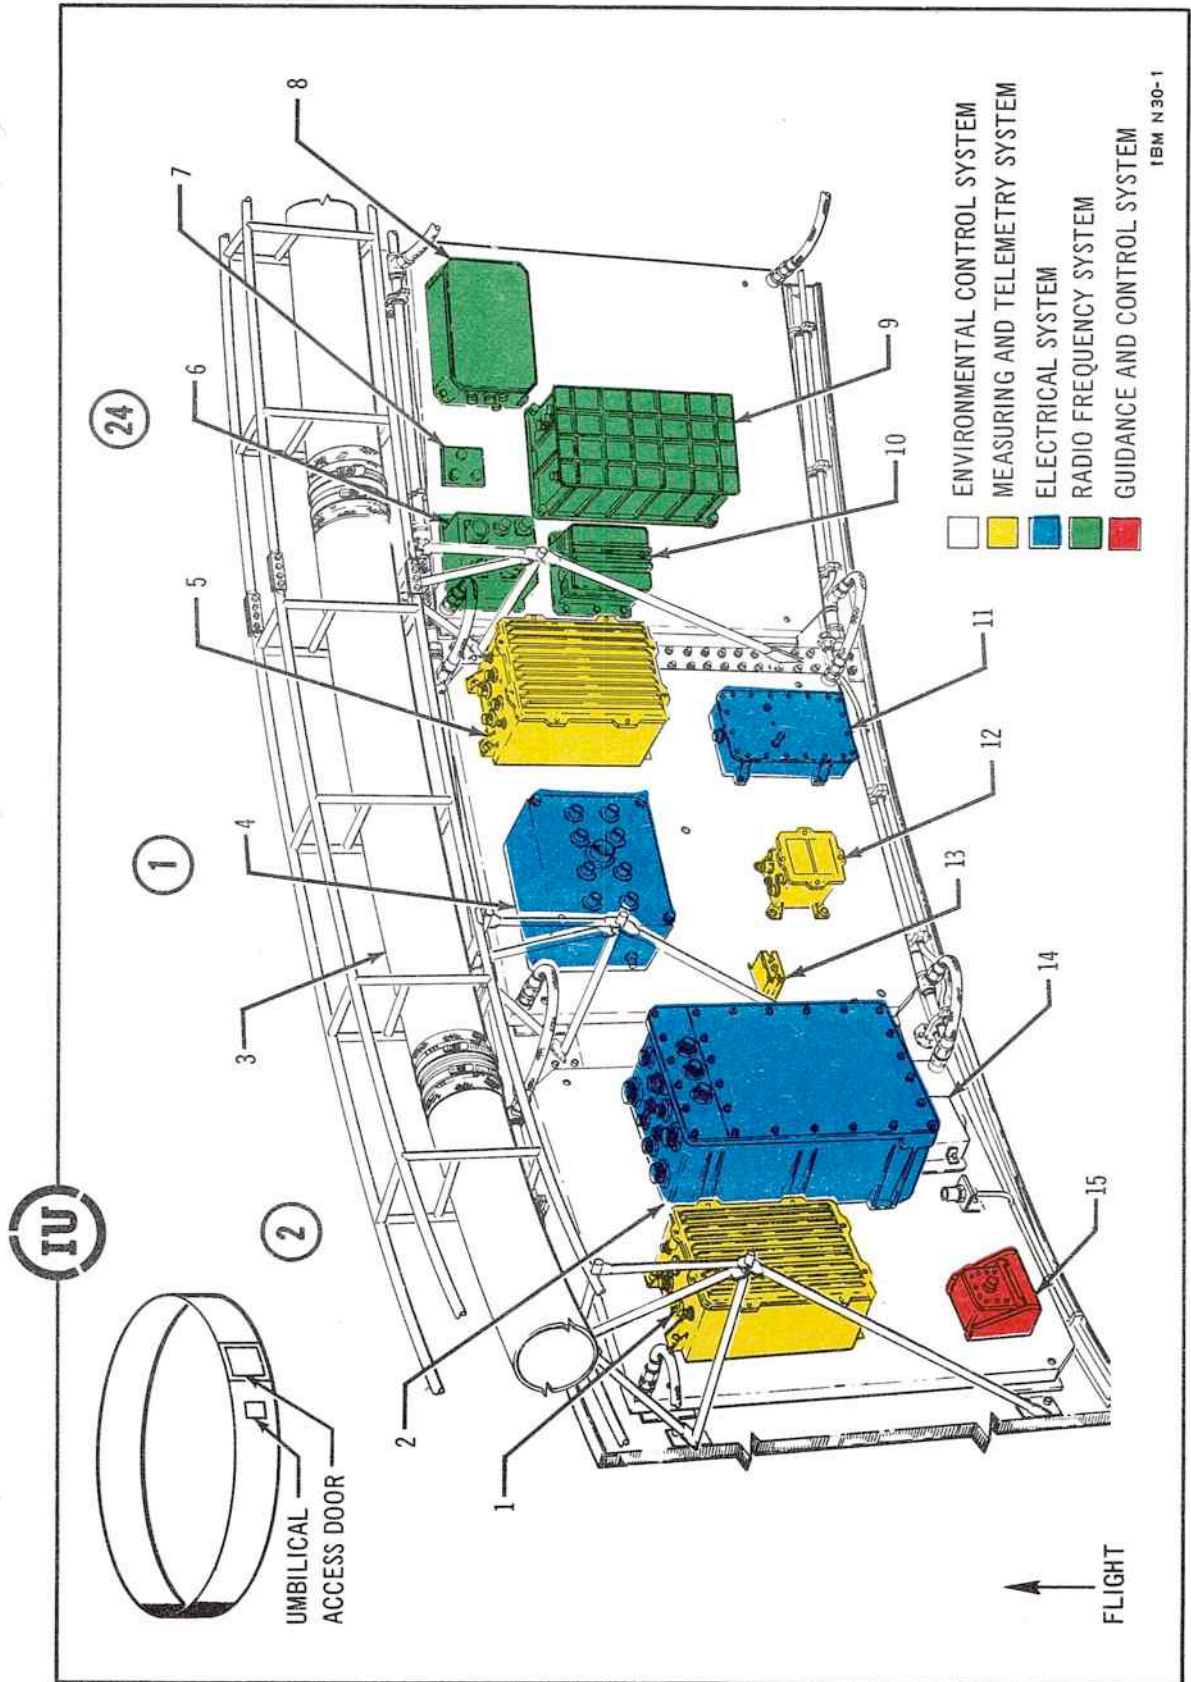 IU
UMBILICAL
ACCESS DOOR
2
1
24
3
4
5
6
7
8
2
1
9
10
11
12
13
14
15
FLIGHT
ENVIRONMENTAL CONTROL SYSTEM
MEASURING AND TELEMETRY SYSTEM
ELECTRICAL SYSTEM
RADIO FREQUENCY SYSTEM
GUIDANCE AND CONTROL SYSTEM
IBM N30-1